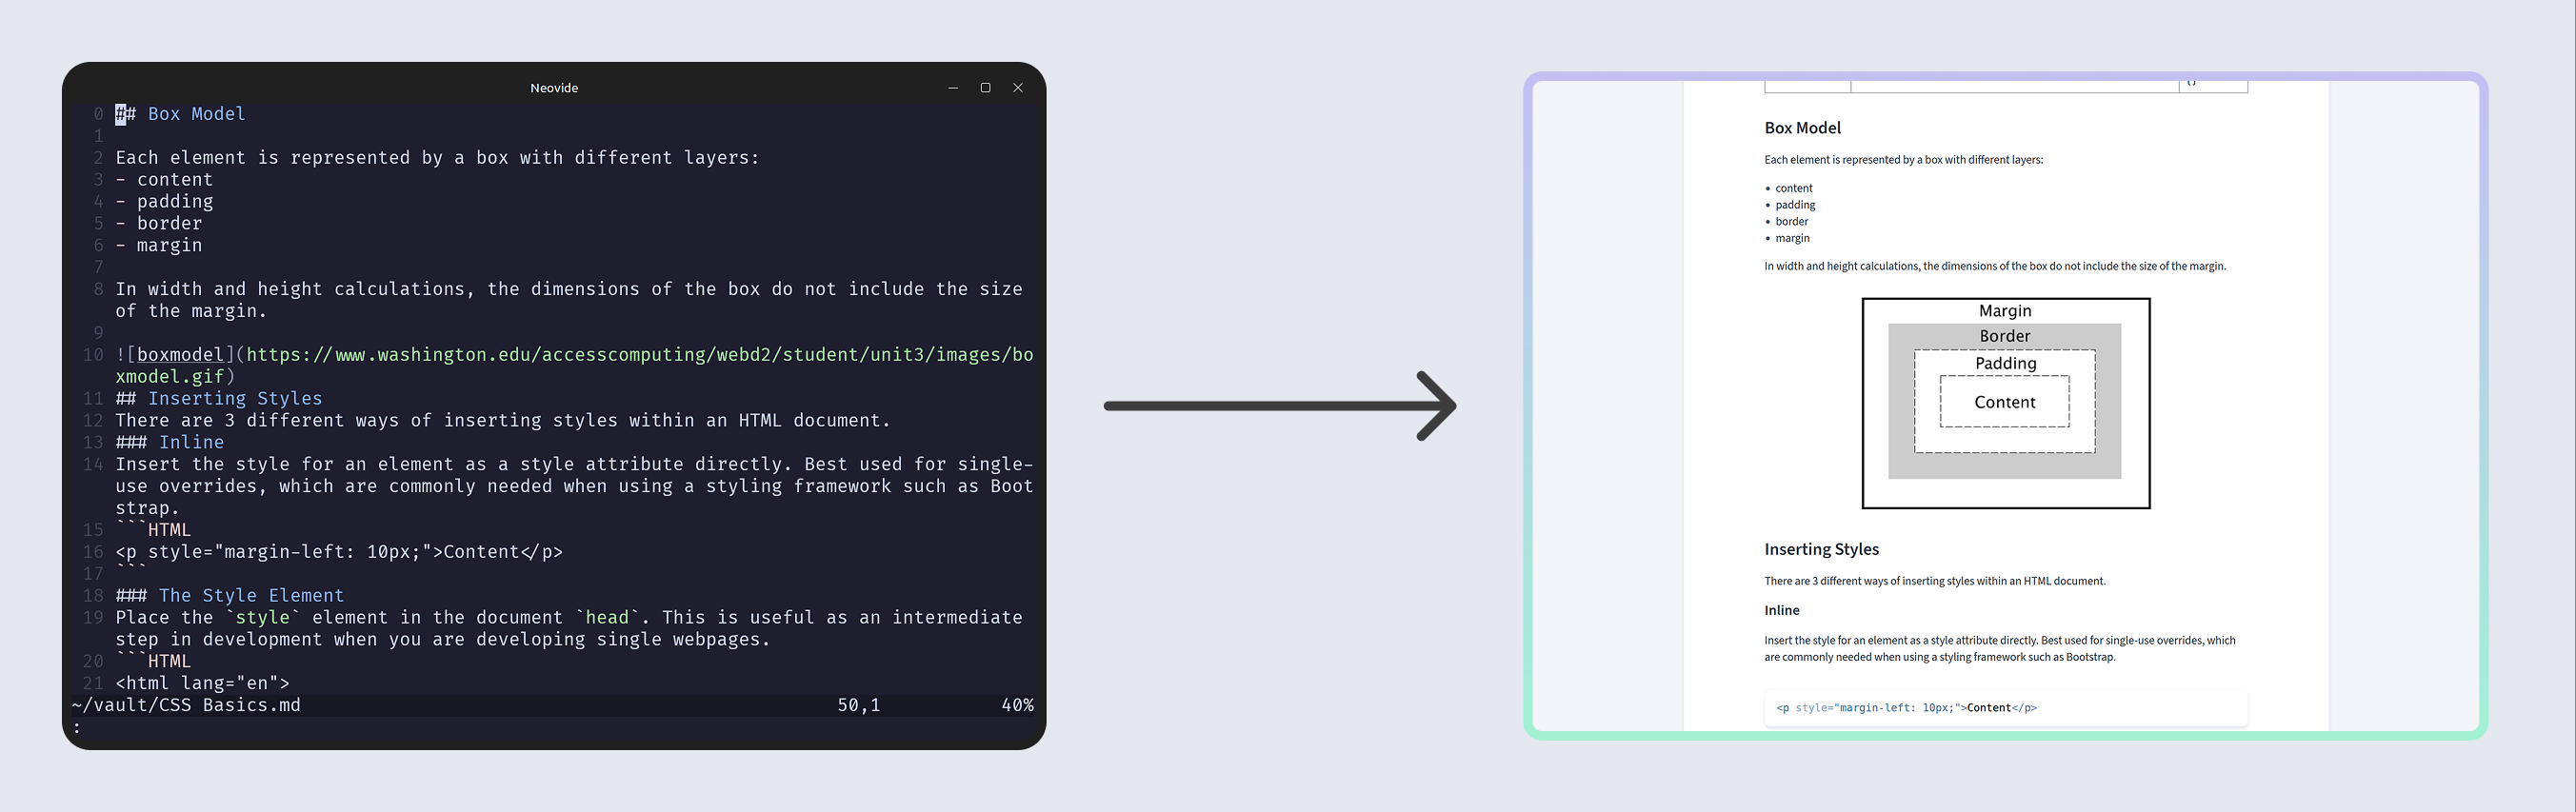 Neovide
0 ## Box Model
1
2 Each element is represented by a box with different layers:
3 - content
4 - padding
5 - border
6 - margin
7
8 In width and height calculations, the dimensions of the box do not include the size
of the margin.
9
10 ![boxmodel](https://www.washington.edu/accesscomputing/webd2/student/unit3/images/bo
xmodel.gif)
11 ## Inserting Styles
12 There are 3 different ways of inserting styles within an HTML document.
13 ### Inline
14 Insert the style for an element as a style attribute directly. Best used for single-
use overrides, which are commonly needed when using a styling framework such as Boot
strap.
15 ```HTML
16 <p style="margin-left: 10px;">Content</p>
17 ```
18 ### The Style Element
19 Place the `style` element in the document `head`. This is useful as an intermediate
step in development when you are developing single webpages.
20 ```HTML
21 <html lang="en">
~/vault/CSS Basics.md 50,1 40%
:
Box Model
Each element is represented by a box with different layers:
• content
• padding
• border
• margin
In width and height calculations, the dimensions of the box do not include the size of the margin.
Margin
Border
Padding
Content
Inserting Styles
There are 3 different ways of inserting styles within an HTML document.
Inline
Insert the style for an element as a style attribute directly. Best used for single-use overrides, which
are commonly needed when using a styling framework such as Bootstrap.
<p style="margin-left: 10px;">Content</p>